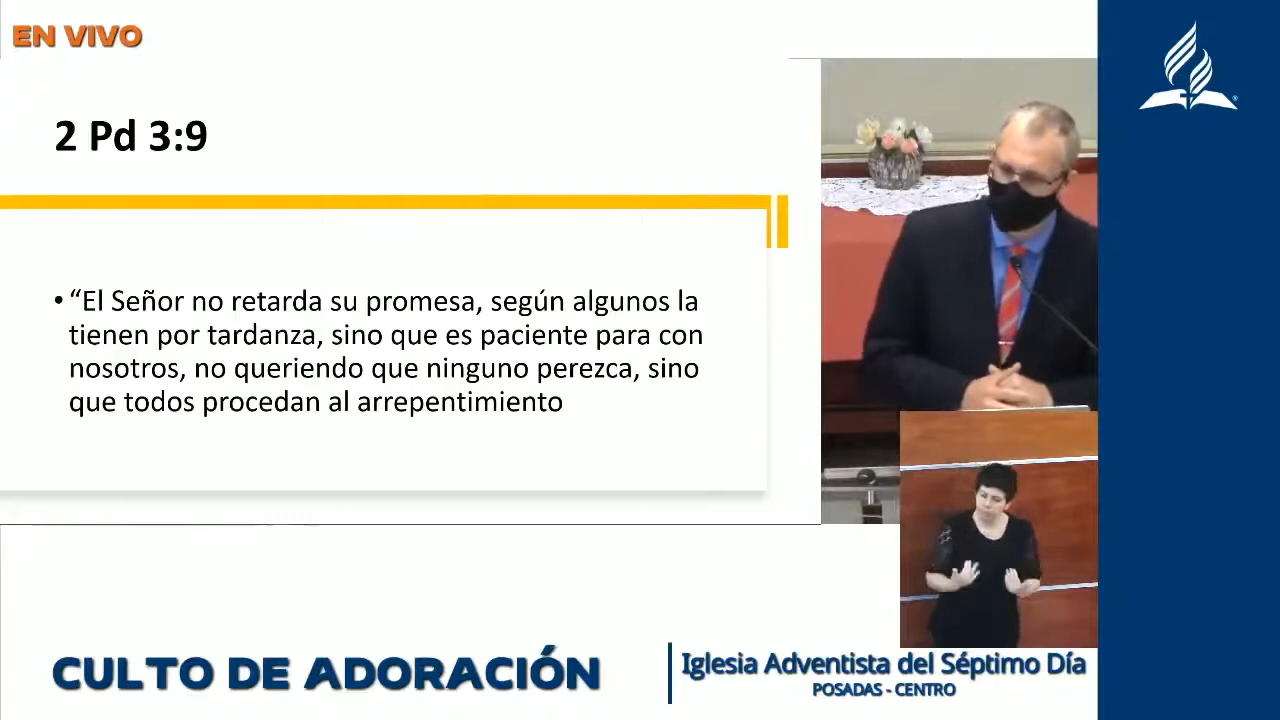 EN VIVO
2 Pd 3:9
• “El Señor no retarda su promesa, según algunos la
tienen por tardanza, sino que es paciente para con
nosotros, no queriendo que ninguno perezca, sino
que todos procedan al arrepentimiento
CULTO DE ADORACIÓN
Iglesia Adventista del Séptimo Día
POSADAS - CENTRO